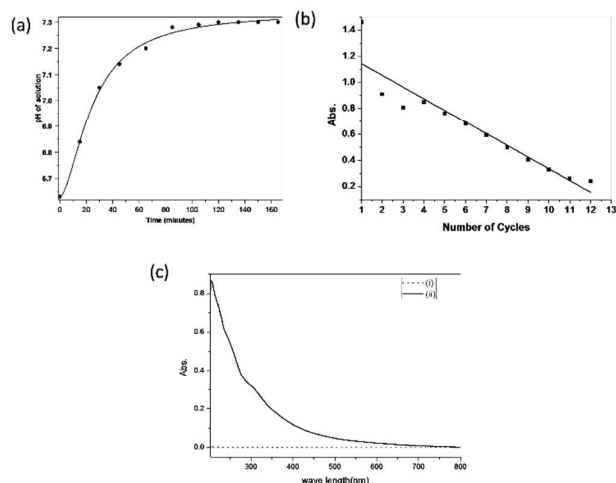 (a)
7.3
7.2
7.1
7.0
6.9
6.8
6.7
pH of solution
0 20 40 60 80 100 120 140 160
Time (minutes)
(b)
1.4
1.2
1.0
0.8
0.6
0.4
0.2
Abs.
1 2 3 4 5 6 7 8 9 10 11 12 13
Number of Cycles
(c)
(i)
(ii)
0.8
0.6
0.4
0.2
0.0
Abs.
300 400 500 600 700 800
wave length(nm)